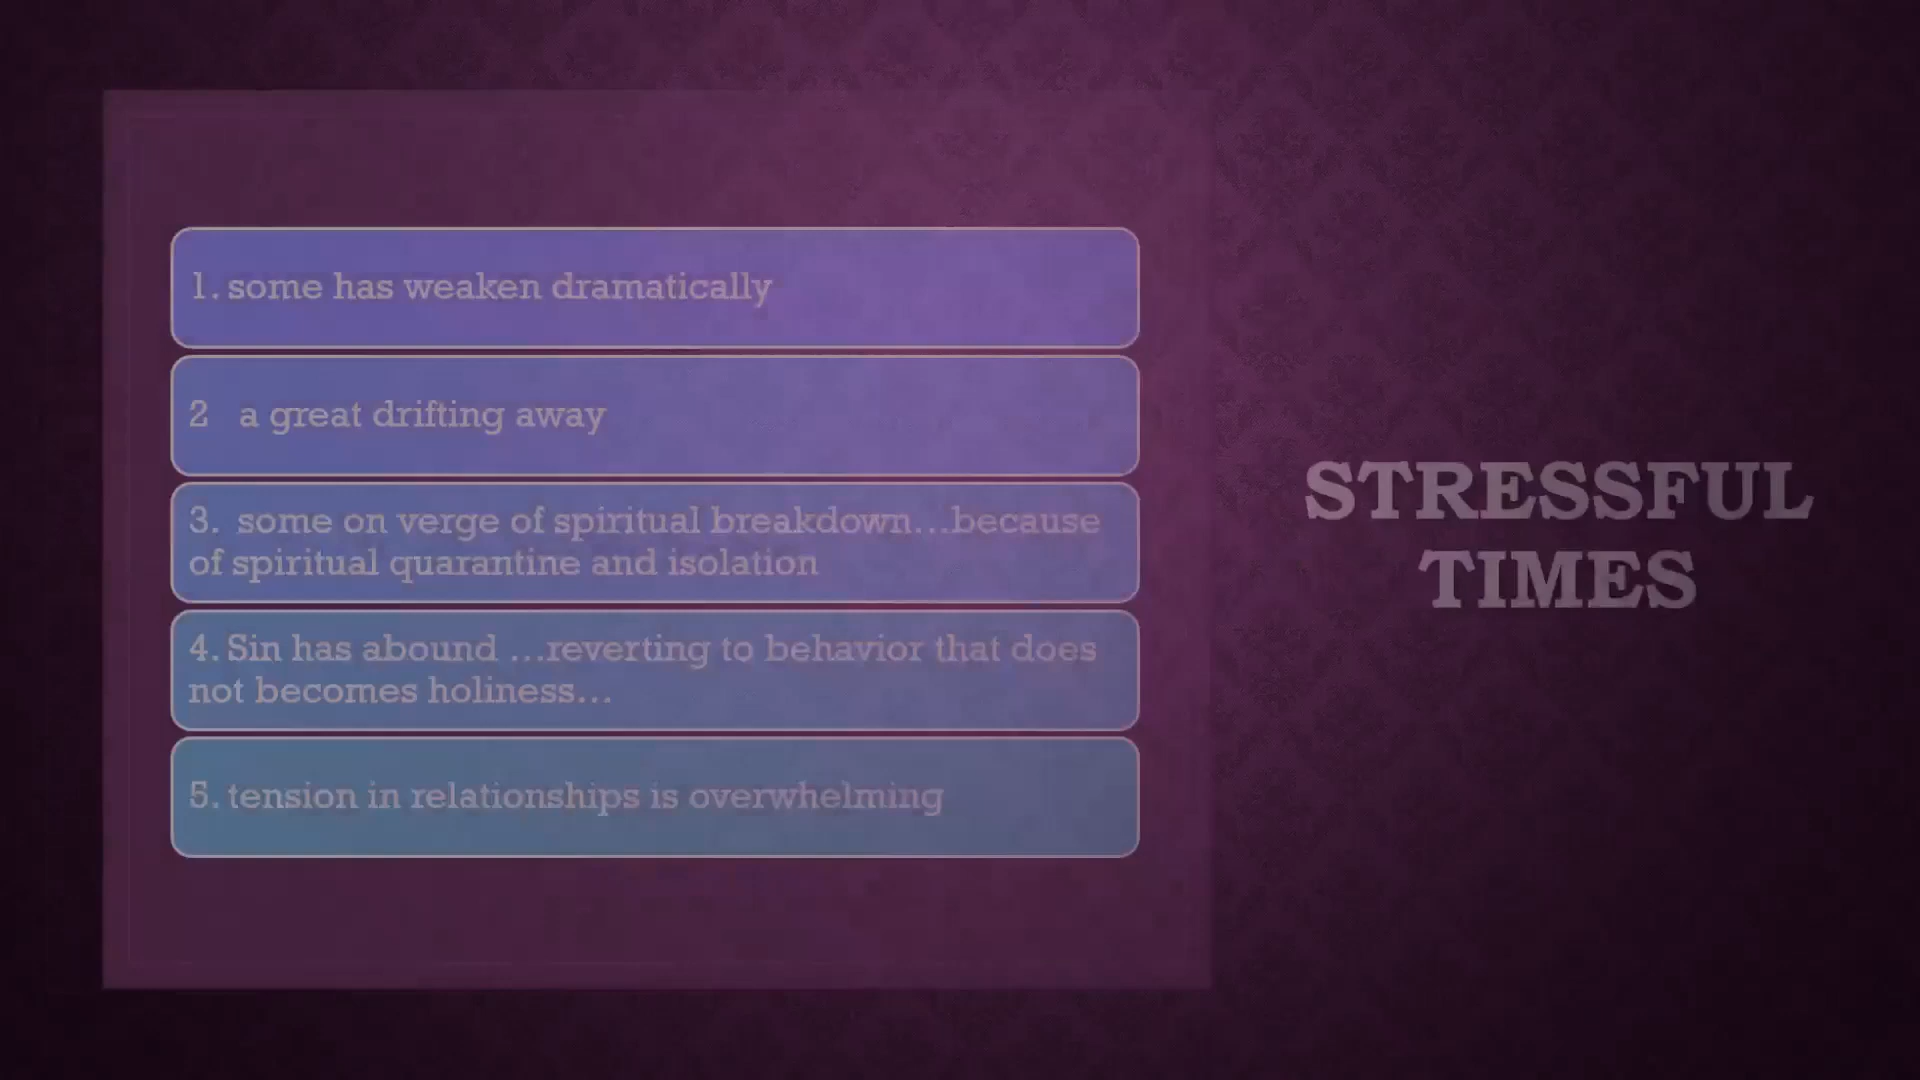 1. some has weaken dramatically
2 a great drifting away
3. some on verge of spiritual breakdown...because
of spiritual quarantine and isolation
4. Sin has abound ...reverting to behavior that does
not becomes holiness...
5. tension in relationships is overwhelming
STRESSFUL
TIMES